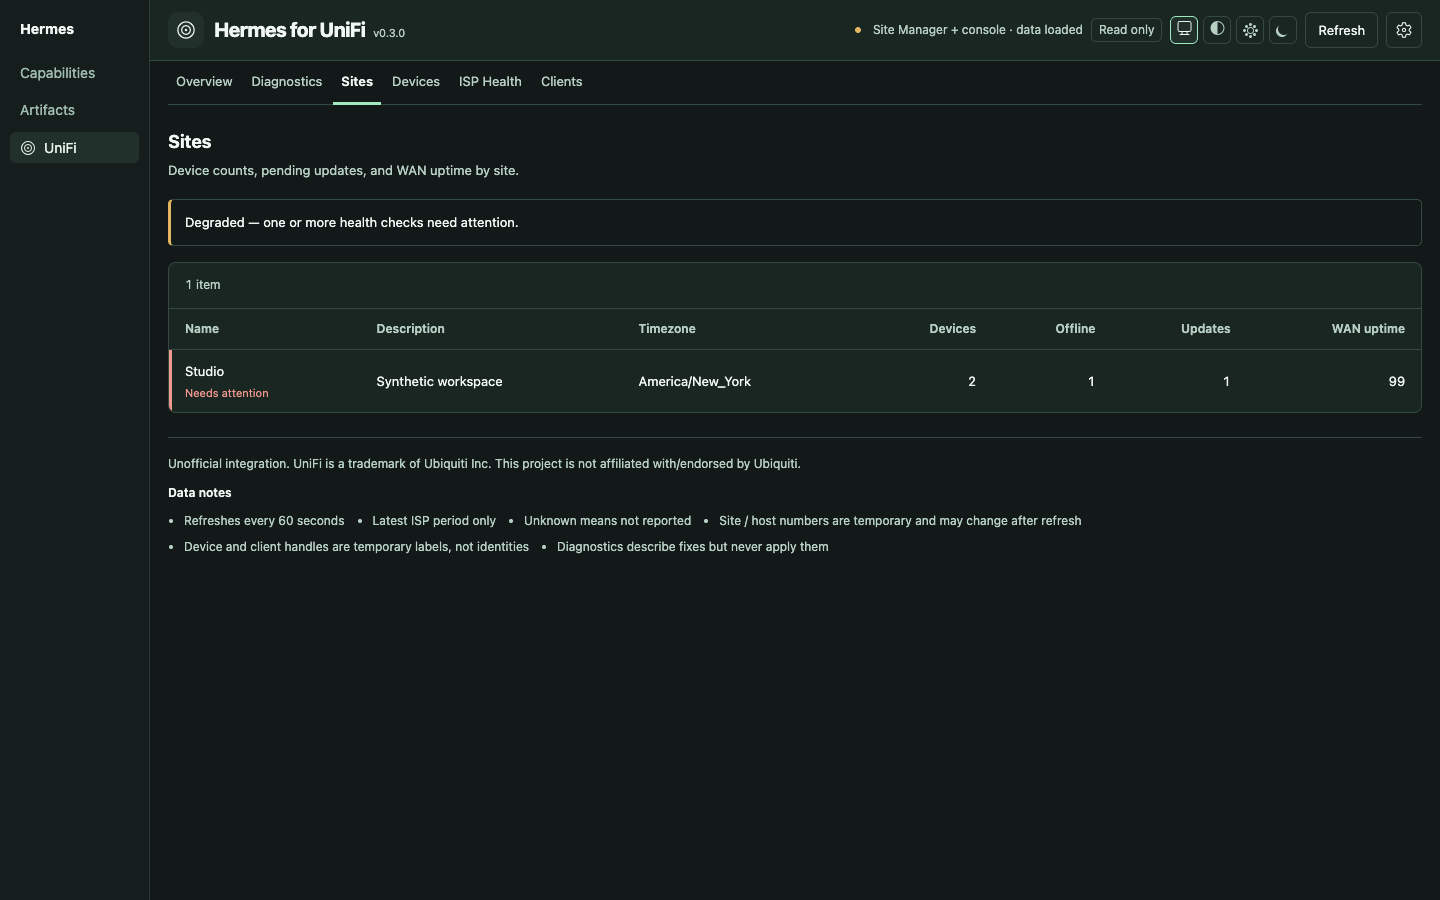 Hermes
Capabilities
Artifacts
UniFi
Hermes for UniFi v0.3.0
Site Manager + console · data loaded
Read only
Refresh
Overview Diagnostics Sites Devices ISP Health Clients
Sites
Device counts, pending updates, and WAN uptime by site.
Degraded — one or more health checks need attention.
1 item
Name Description Timezone Devices Offline Updates WAN uptime
Studio
Needs attention
Synthetic workspace America/New_York 2 1 1 99
Unofficial integration. UniFi is a trademark of Ubiquiti Inc. This project is not affiliated with/endorsed by Ubiquiti.
Data notes
• Refreshes every 60 seconds • Latest ISP period only • Unknown means not reported • Site / host numbers are temporary and may change after refresh
• Device and client handles are temporary labels, not identities • Diagnostics describe fixes but never apply them